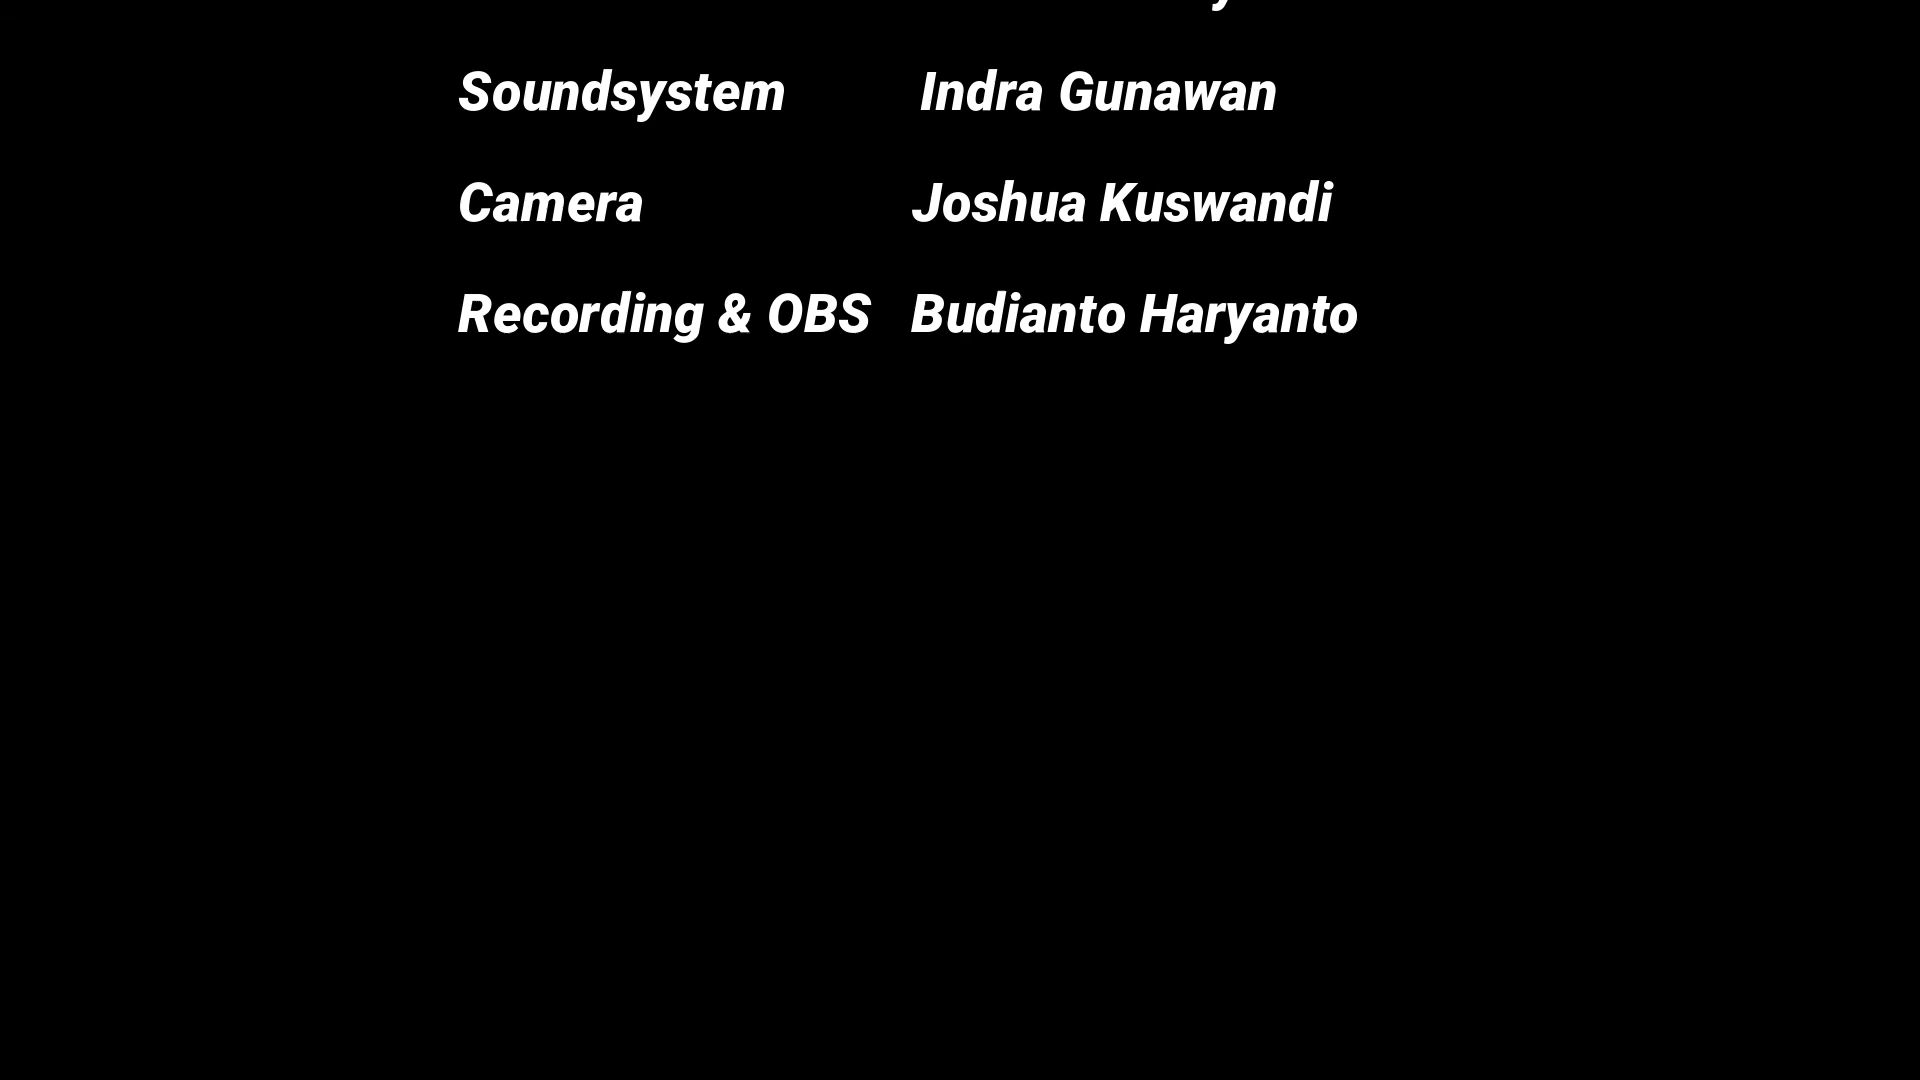 Soundsystem Indra Gunawan
Camera Joshua Kuswandi
Recording & OBS Budianto Haryanto